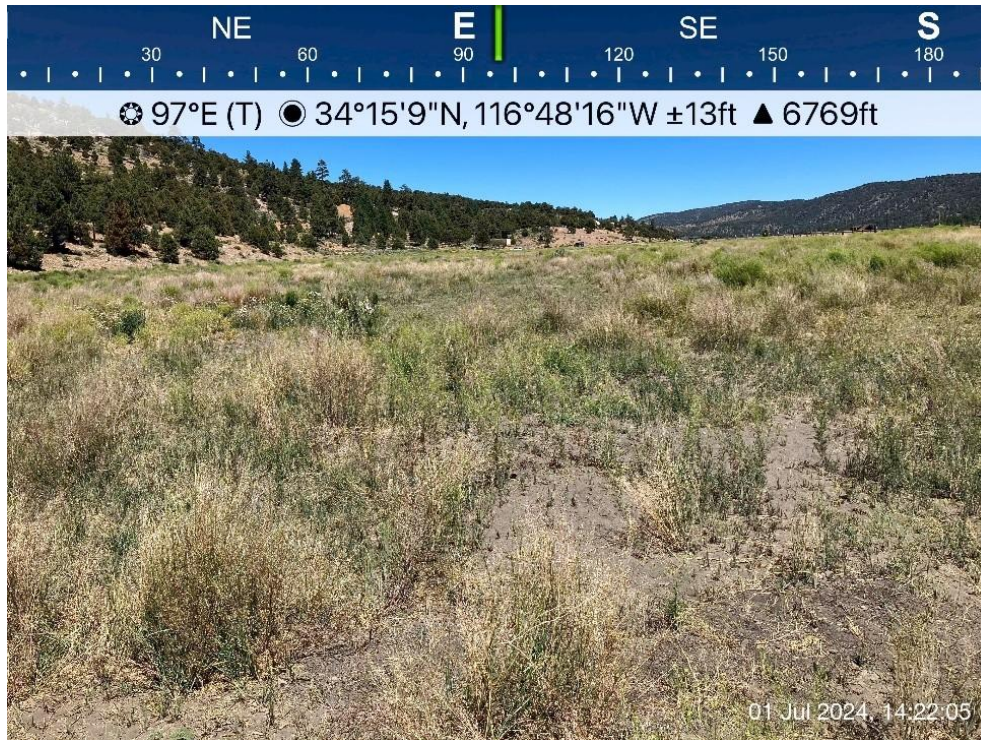 NE E SE S
30 60 90 120 150 180
97°E (T) 34°15'9"N, 116°48'16"W ±13ft ▲ 6769ft
01 Jul 2024, 14:22:05